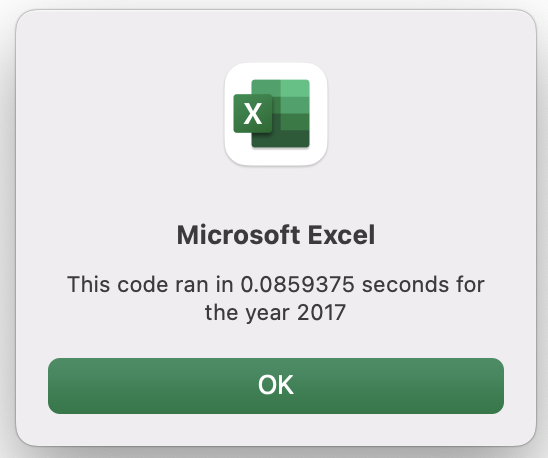 X
Microsoft Excel
This code ran in 0.0859375 seconds for
the year 2017
OK